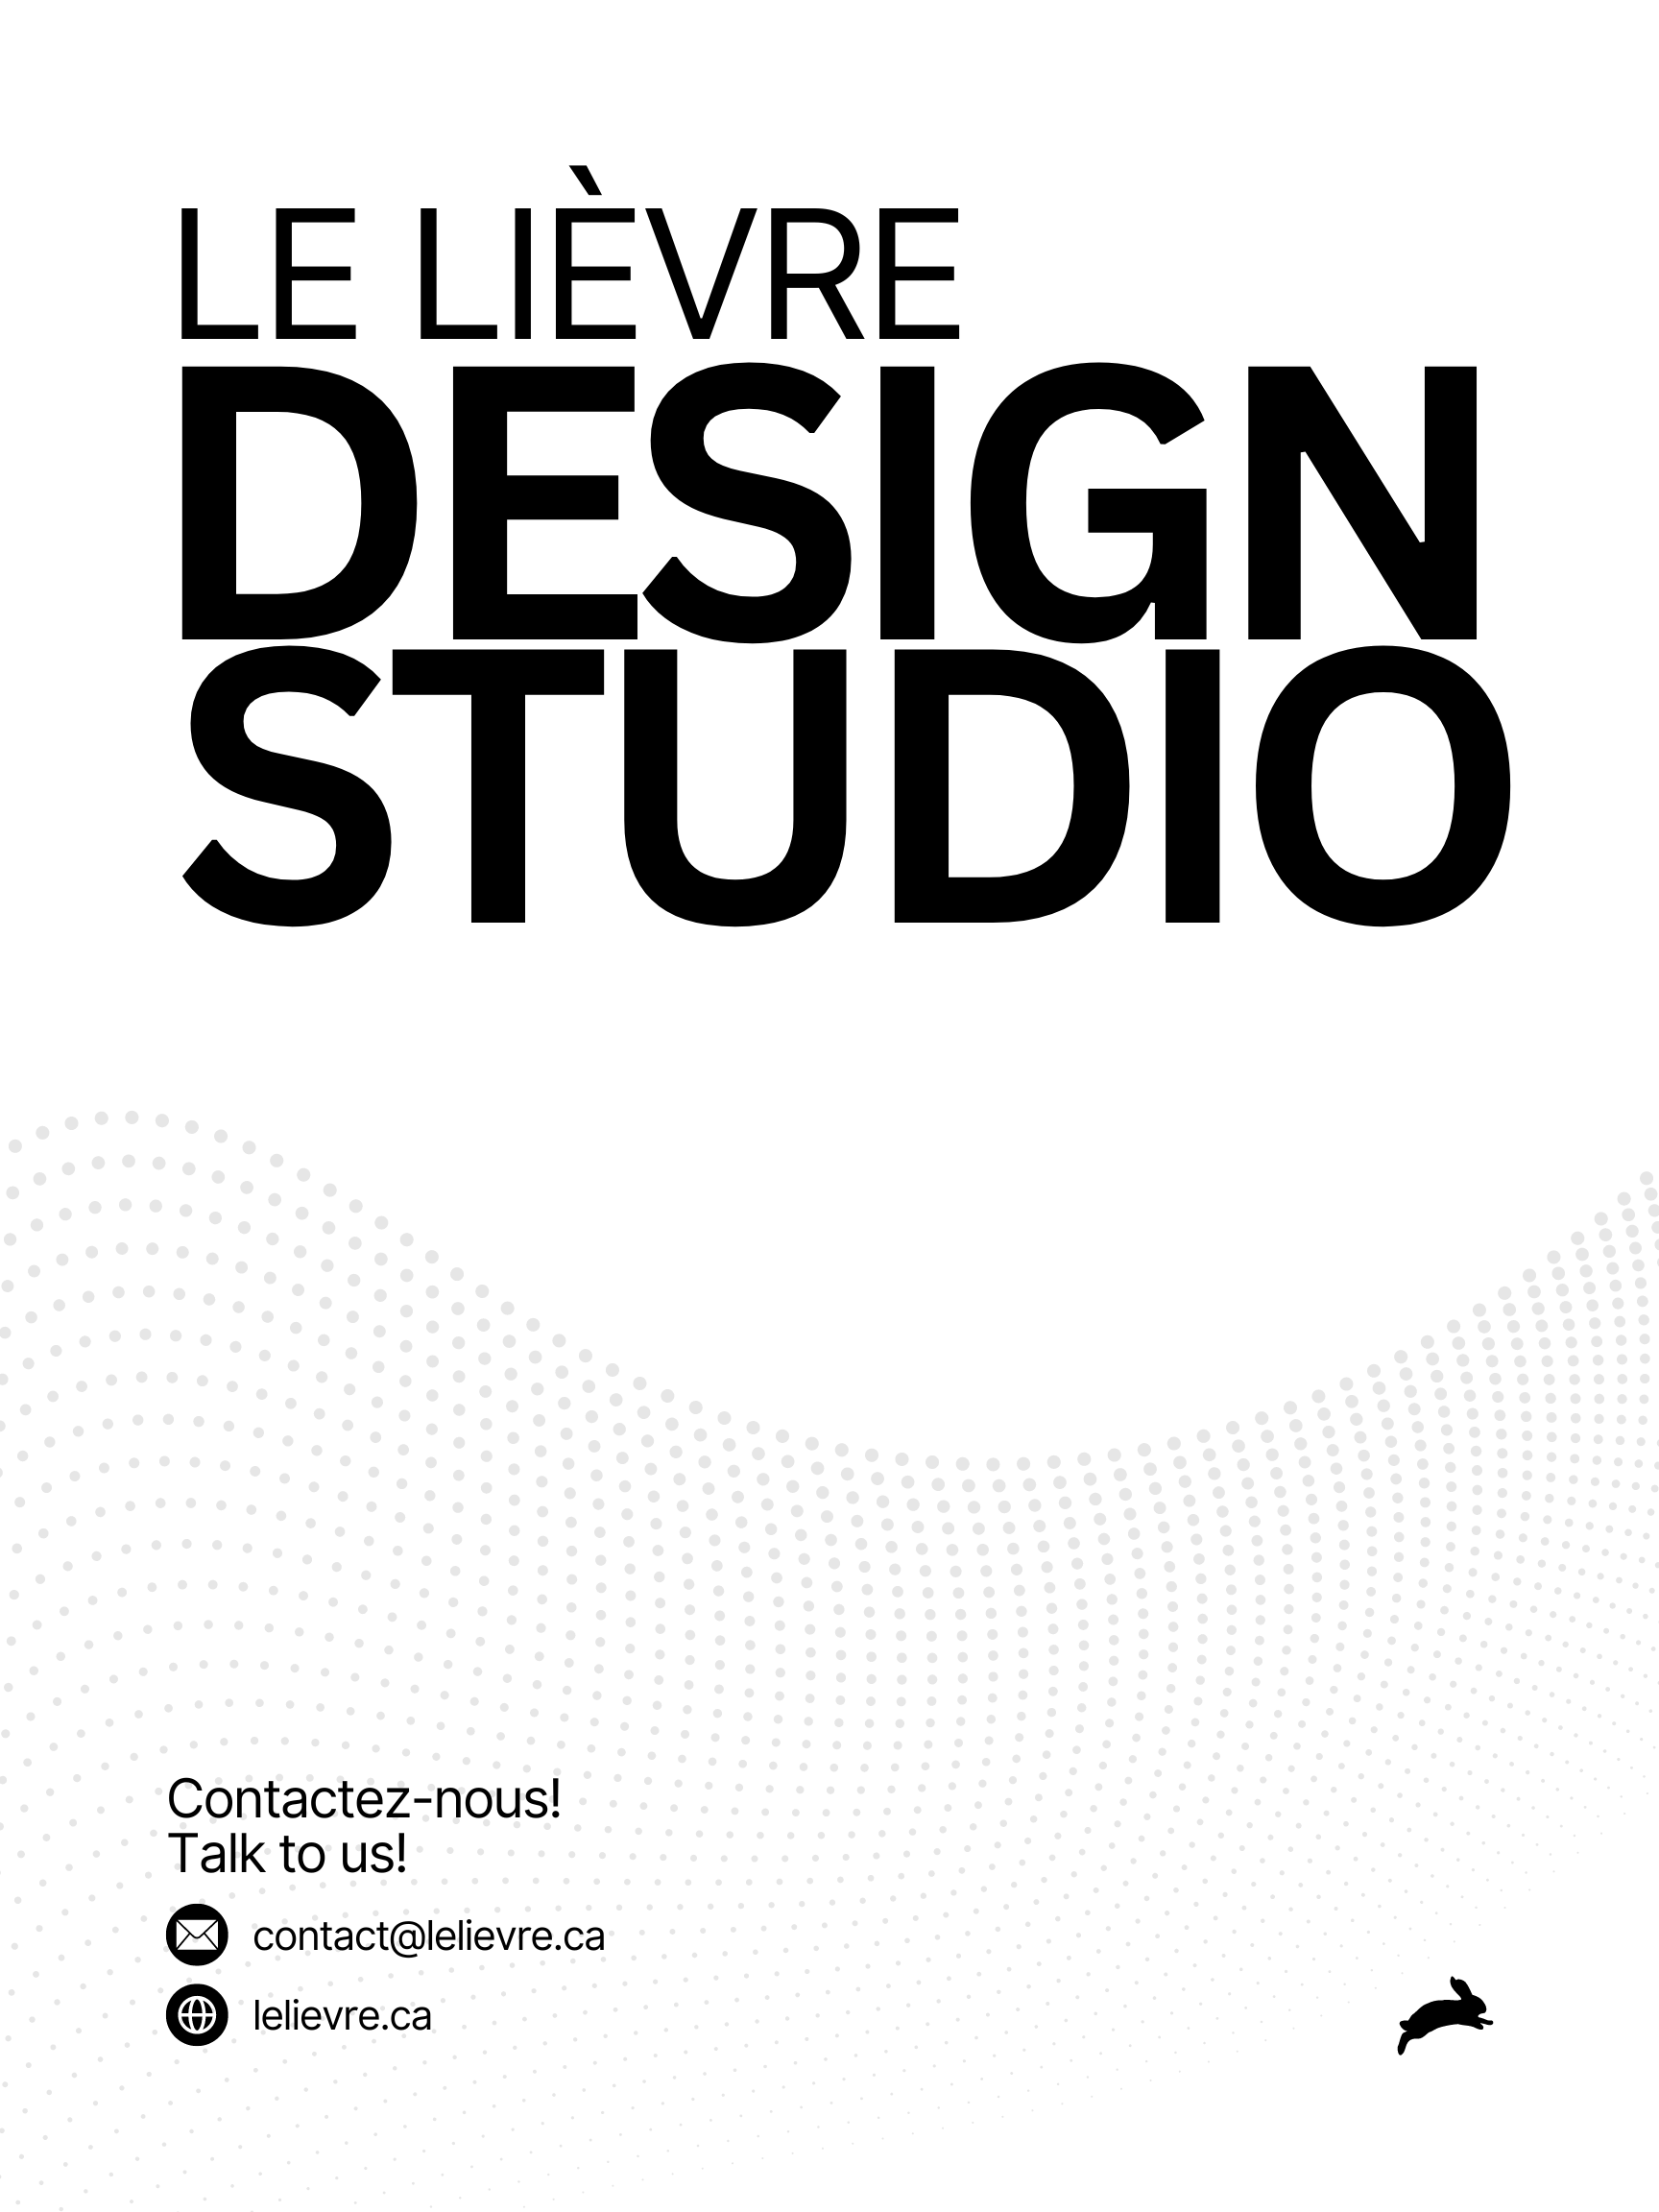 LE LIÈVRE
DESIGN
STUDIO
Contactez-nous!
Talk to us!
contact@lelievre.ca
lelievre.ca